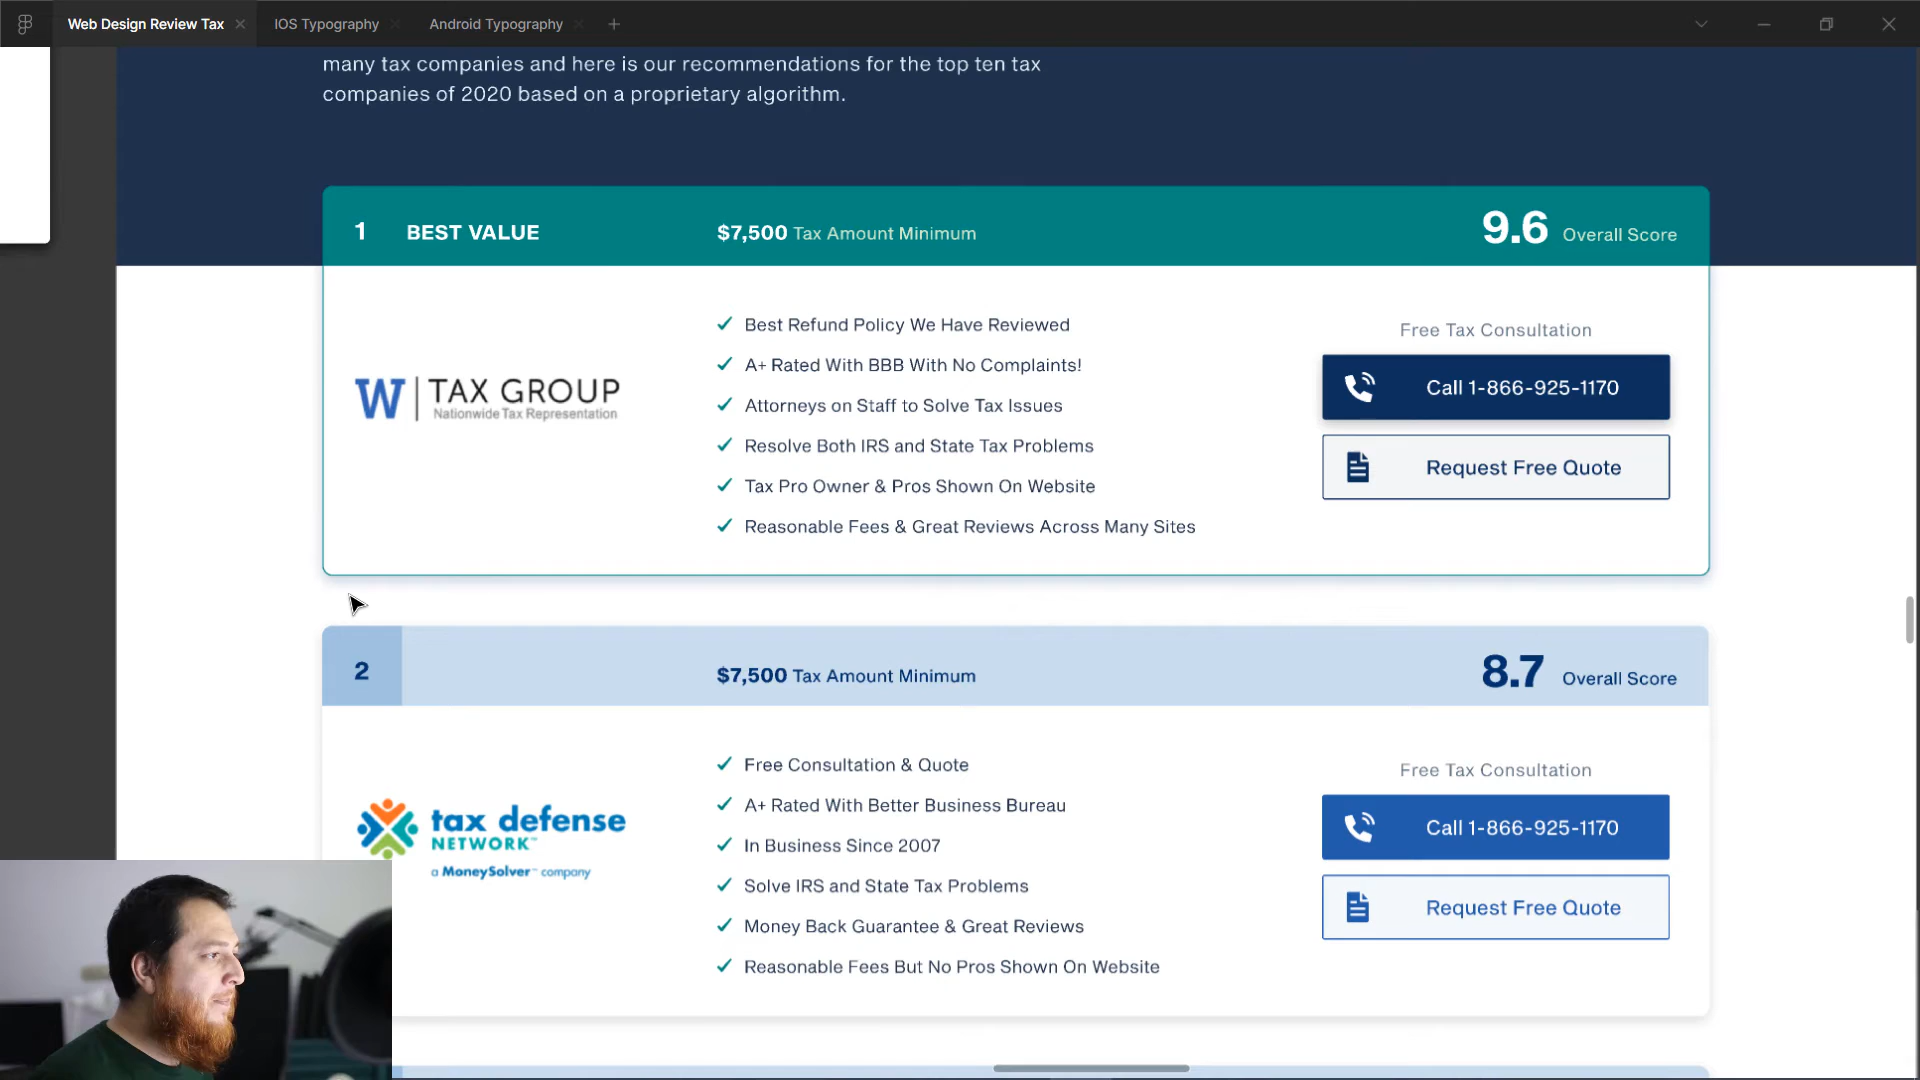 Web Design Review Tax
IOS Typography
Android Typography
many tax companies and here is our recommendations for the top ten tax
companies of 2020 based on a proprietary algorithm.
1 BEST VALUE $7,500 Tax Amount Minimum 9.6 Overall Score
W TAX GROUP
Nationwide Tax Representation
Best Refund Policy We Have Reviewed
A+ Rated With BBB With No Complaints!
Attorneys on Staff to Solve Tax Issues
Resolve Both IRS and State Tax Problems
Tax Pro Owner & Pros Shown On Website
Reasonable Fees & Great Reviews Across Many Sites
Free Tax Consultation
Call 1-866-925-1170
Request Free Quote
2 $7,500 Tax Amount Minimum 8.7 Overall Score
tax defense
NETWORK™
a MoneySolver™ company
Free Consultation & Quote
A+ Rated With Better Business Bureau
In Business Since 2007
Solve IRS and State Tax Problems
Money Back Guarantee & Great Reviews
Reasonable Fees But No Pros Shown On Website
Free Tax Consultation
Call 1-866-925-1170
Request Free Quote